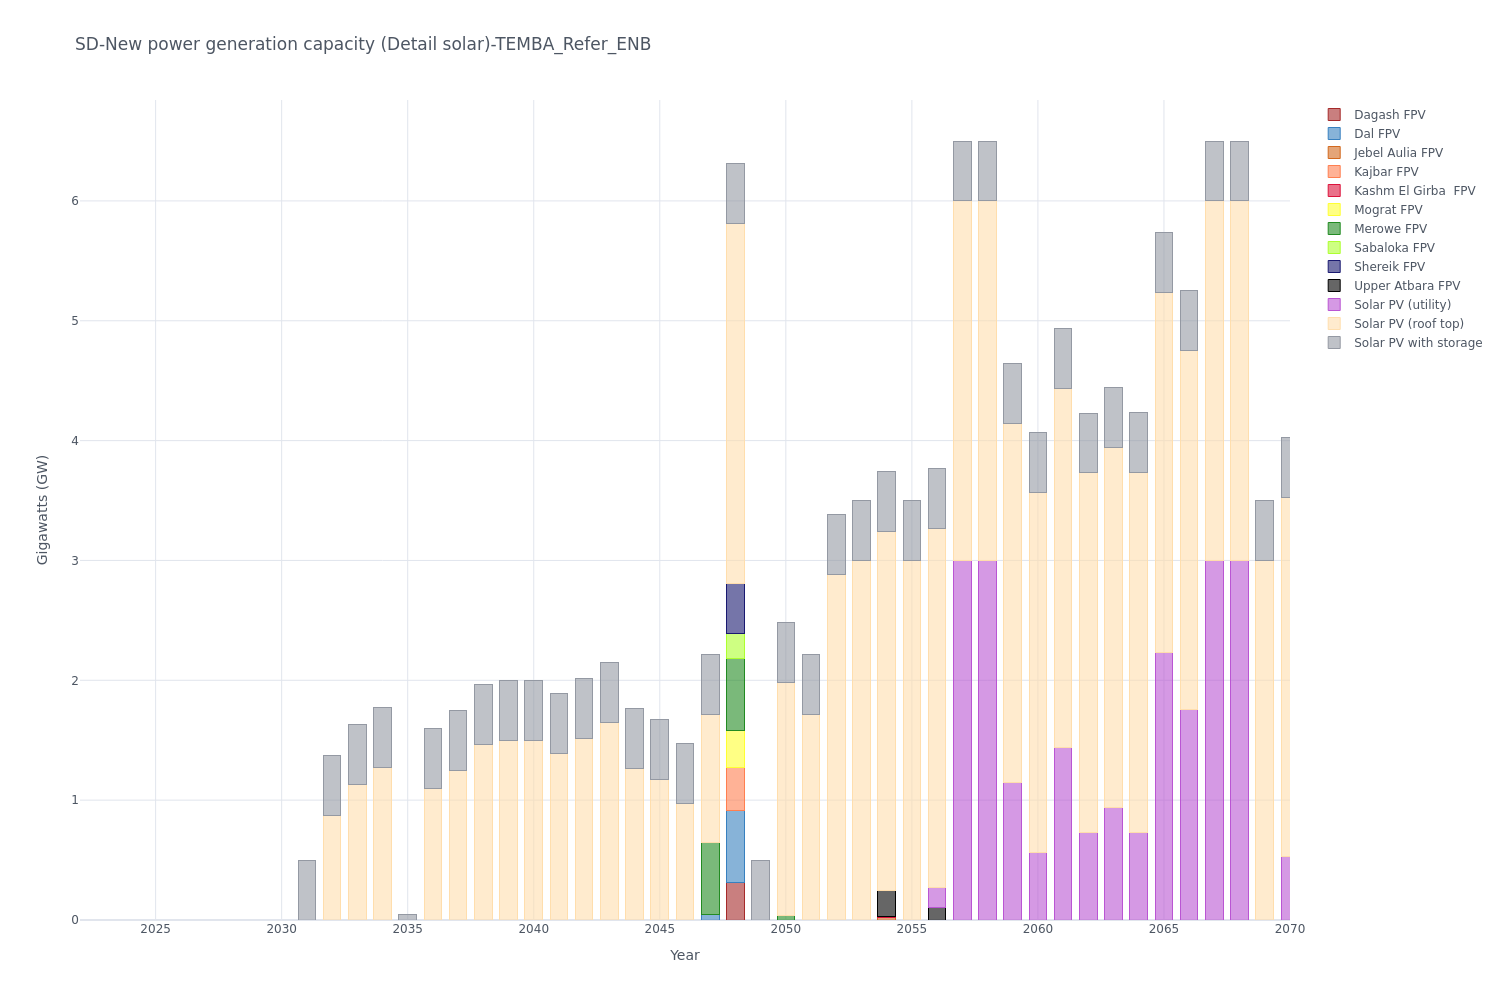 SD-New power generation capacity (Detail solar)-TEMBA_Refer_ENB
Gigawatts (GW)
6
5
4
3
2
1
0
2025
2030
2035
2040
2045
2050
2055
2060
2065
2070
Year
Dagash FPV
Dal FPV
Jebel Aulia FPV
Kajbar FPV
Kashm El Girba  FPV
Mograt FPV
Merowe FPV
Sabaloka FPV
Shereik FPV
Upper Atbara FPV
Solar PV (utility)
Solar PV (roof top)
Solar PV with storage